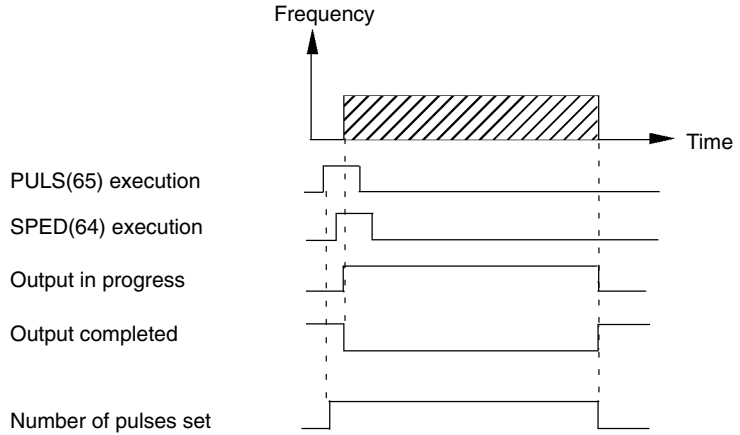 Frequency
Time
PULS(65) execution
SPED(64) execution
Output in progress
Output completed
Number of pulses set